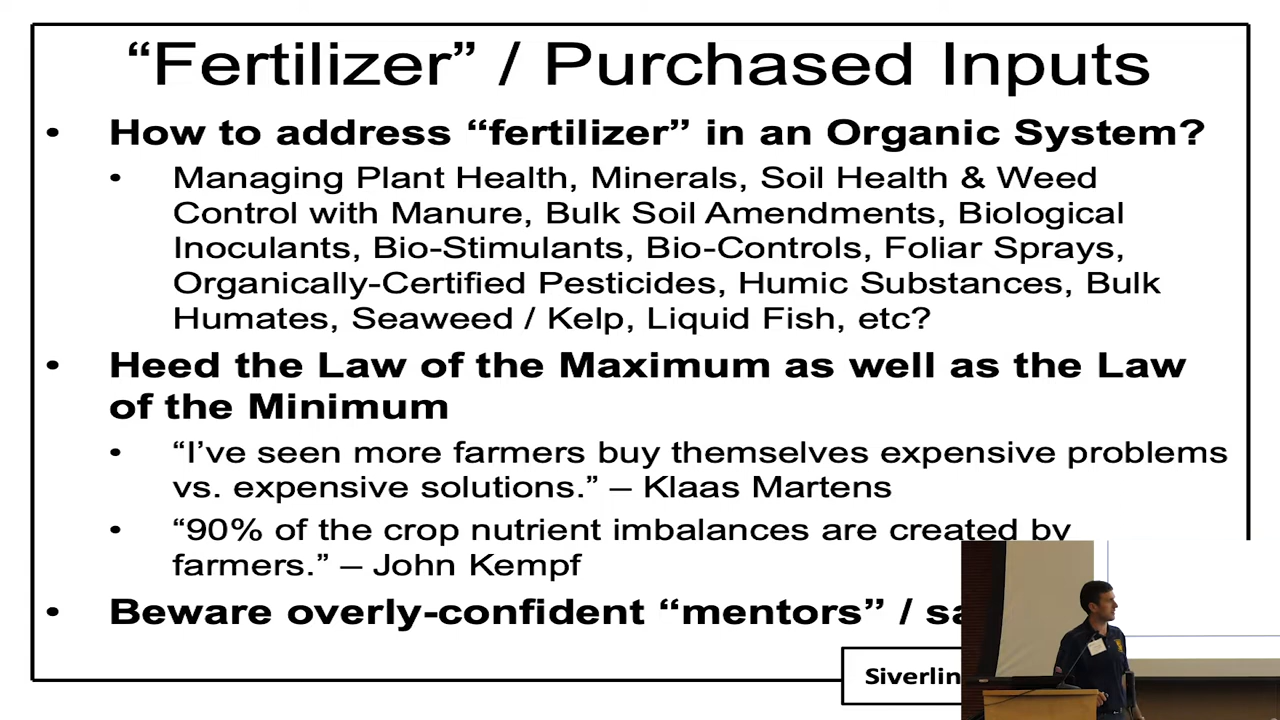 “Fertilizer” / Purchased Inputs
• How to address “fertilizer” in an Organic System?
• Managing Plant Health, Minerals, Soil Health & Weed
Control with Manure, Bulk Soil Amendments, Biological
Inoculants, Bio-Stimulants, Bio-Controls, Foliar Sprays,
Organically-Certified Pesticides, Humic Substances, Bulk
Humates, Seaweed / Kelp, Liquid Fish, etc?
• Heed the Law of the Maximum as well as the Law
of the Minimum
• “I’ve seen more farmers buy themselves expensive problems
vs. expensive solutions.” – Klaas Martens
• “90% of the crop nutrient imbalances are created by
farmers.” – John Kempf
• Beware overly-confident “mentors” /